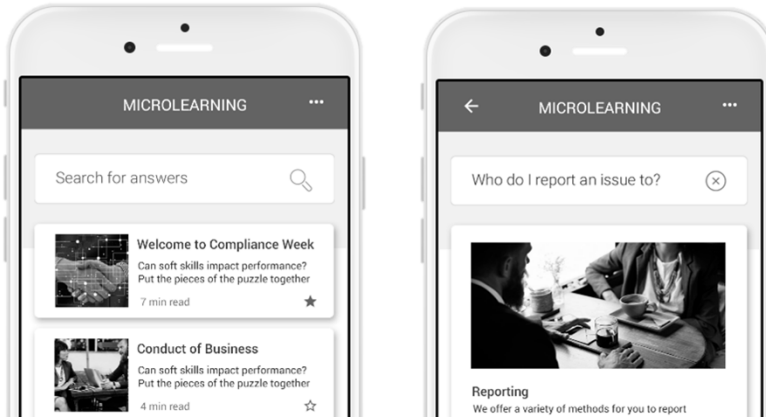 MICROLEARNING
Search for answers
Welcome to Compliance Week
Can soft skills impact performance?
Put the pieces of the puzzle together
7 min read
Conduct of Business
Can soft skills impact performance?
Put the pieces of the puzzle together
4 min read
MICROLEARNING
Who do I report an issue to?
Reporting
We offer a variety of methods for you to report